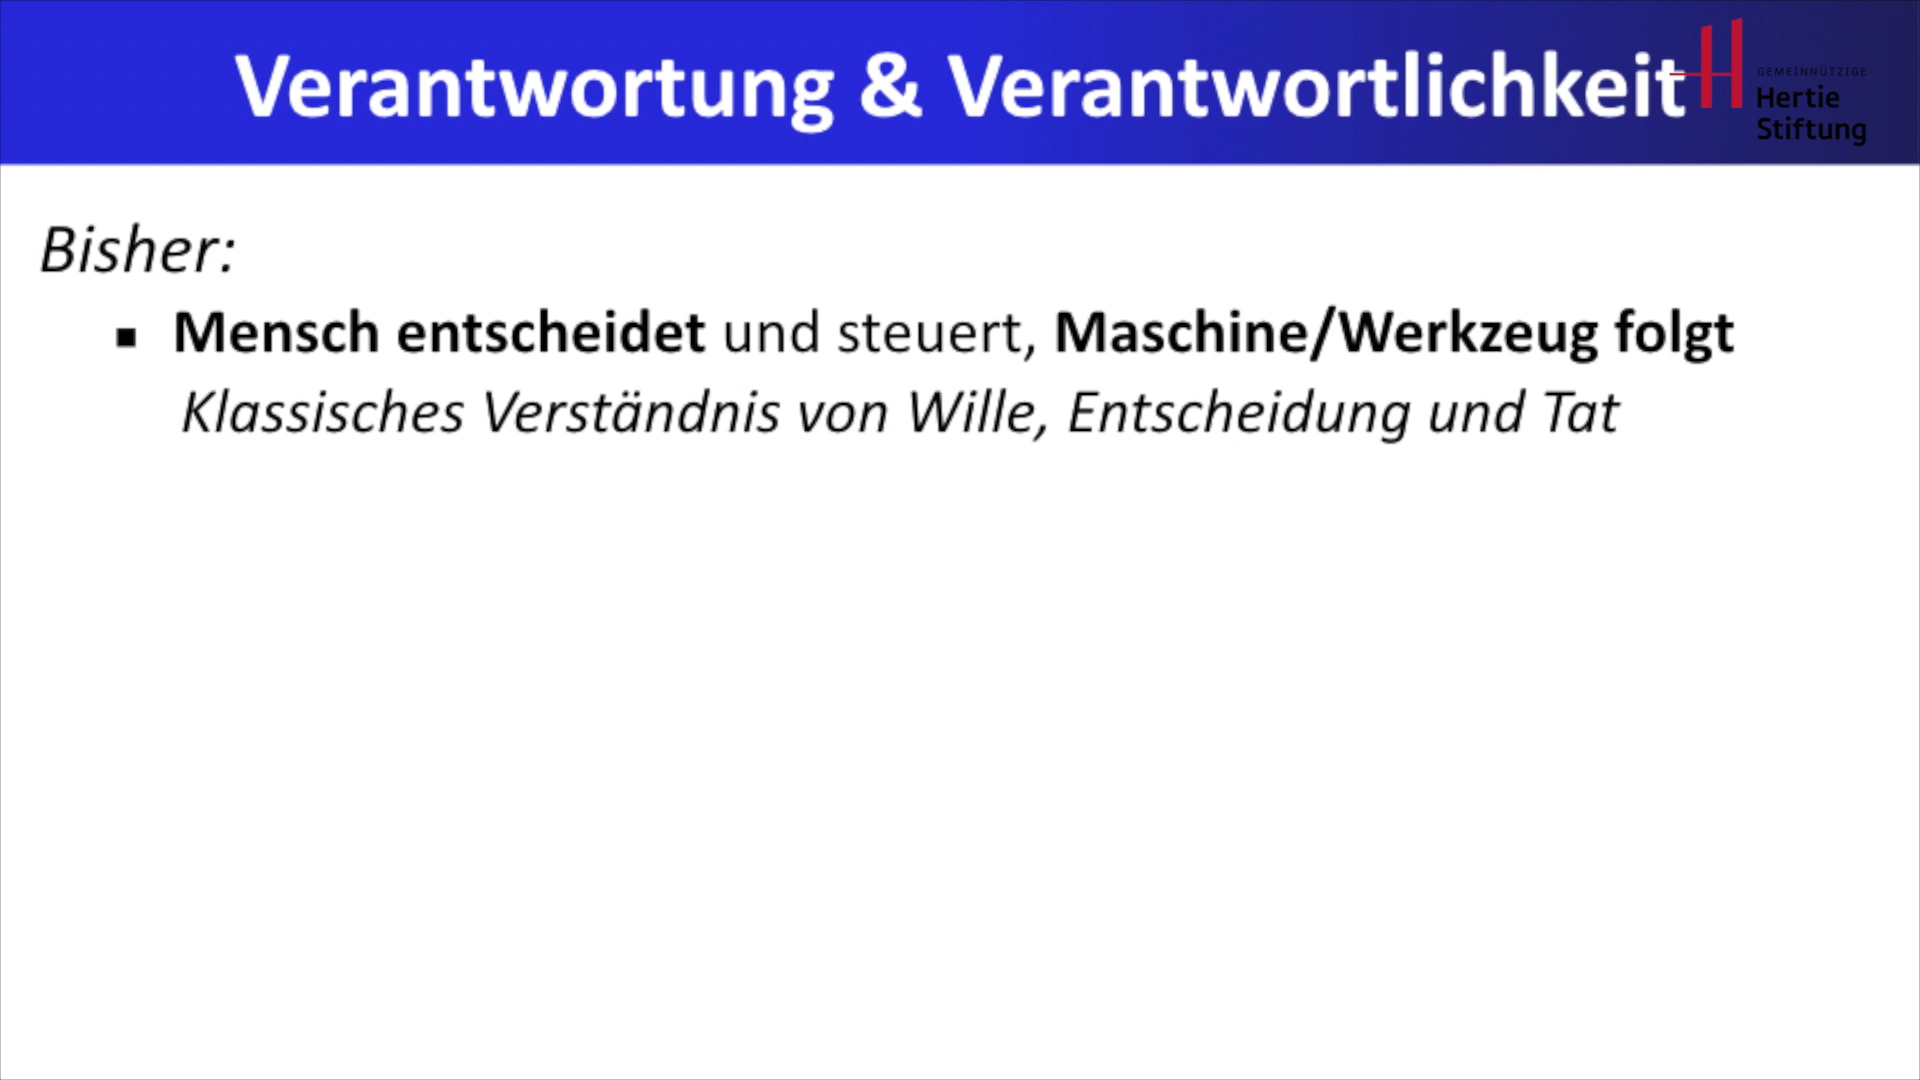 Verantwortung & Verantwortlichkeit
GEMEINNÜTZIGE
Hertie
Stiftung
Bisher:
▪ Mensch entscheidet und steuert, Maschine/Werkzeug folgt
Klassisches Verständnis von Wille, Entscheidung und Tat